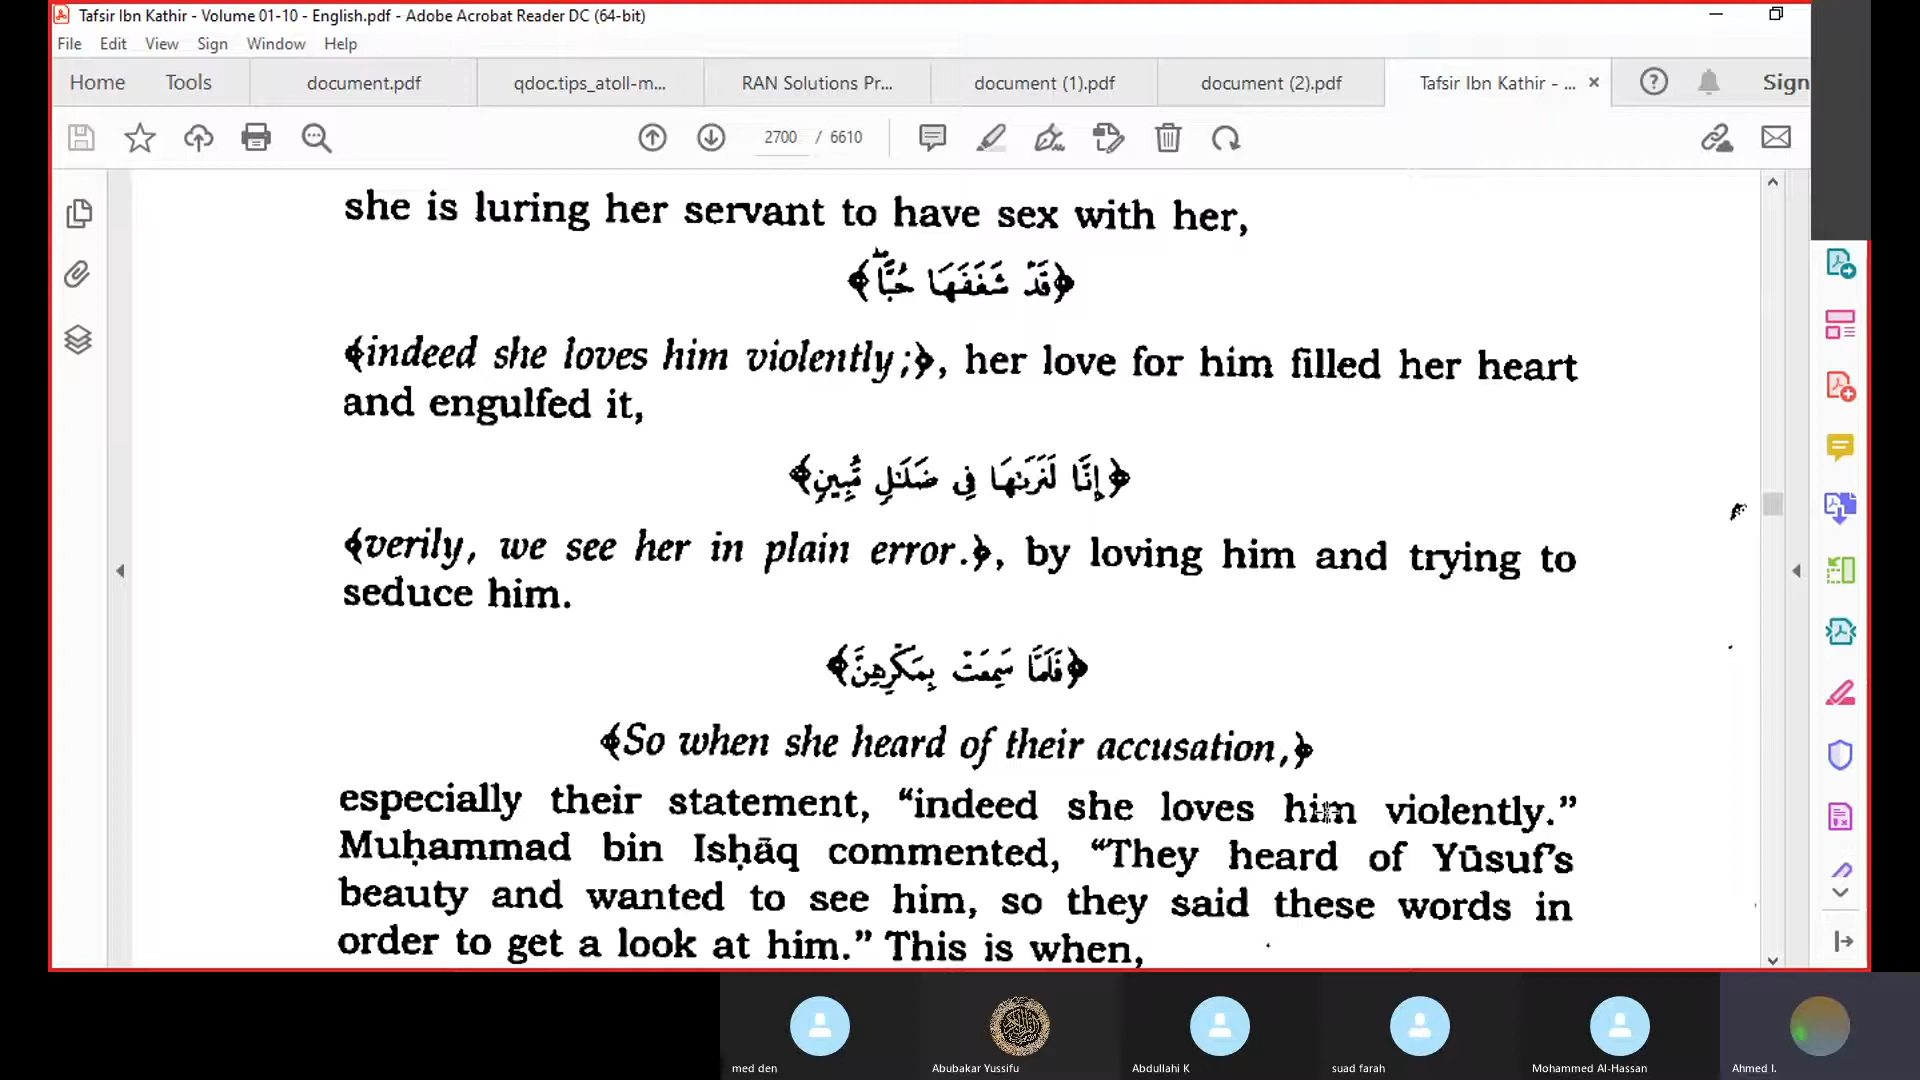 Tafsir Ibn Kathir - Volume 01-10 - English.pdf - Adobe Acrobat Reader DC (64-bit)
File Edit View Sign Window Help
Home Tools document.pdf qdoc.tips_atoll-m... RAN Solutions Pr... document (1).pdf document (2).pdf Tafsir Ibn Kathir - ... Sign
2700 / 6610
she is luring her servant to have sex with her,
﴿قَدْ شَغَفَهَا حُبًّاۖ﴾
﴾indeed she loves him violently;﴿, her love for him filled her heart
and engulfed it,
﴿إِنَّا لَنَرَىٰهَا فِى ضَلَـٰلٍ مُّبِينٍ﴾
﴾verily, we see her in plain error.﴿, by loving him and trying to
seduce him.
﴿فَلَمَّا سَمِعَتْ بِمَكْرِهِنَّ﴾
﴾So when she heard of their accusation,﴿
especially their statement, “indeed she loves him violently.”
Muḥammad bin Isḥāq commented, “They heard of Yūsuf’s
beauty and wanted to see him, so they said these words in
order to get a look at him.” This is when,
med den Abubakar Yussifu Abdullahi K suad farah Mohammed Al-Hassan Ahmed I.